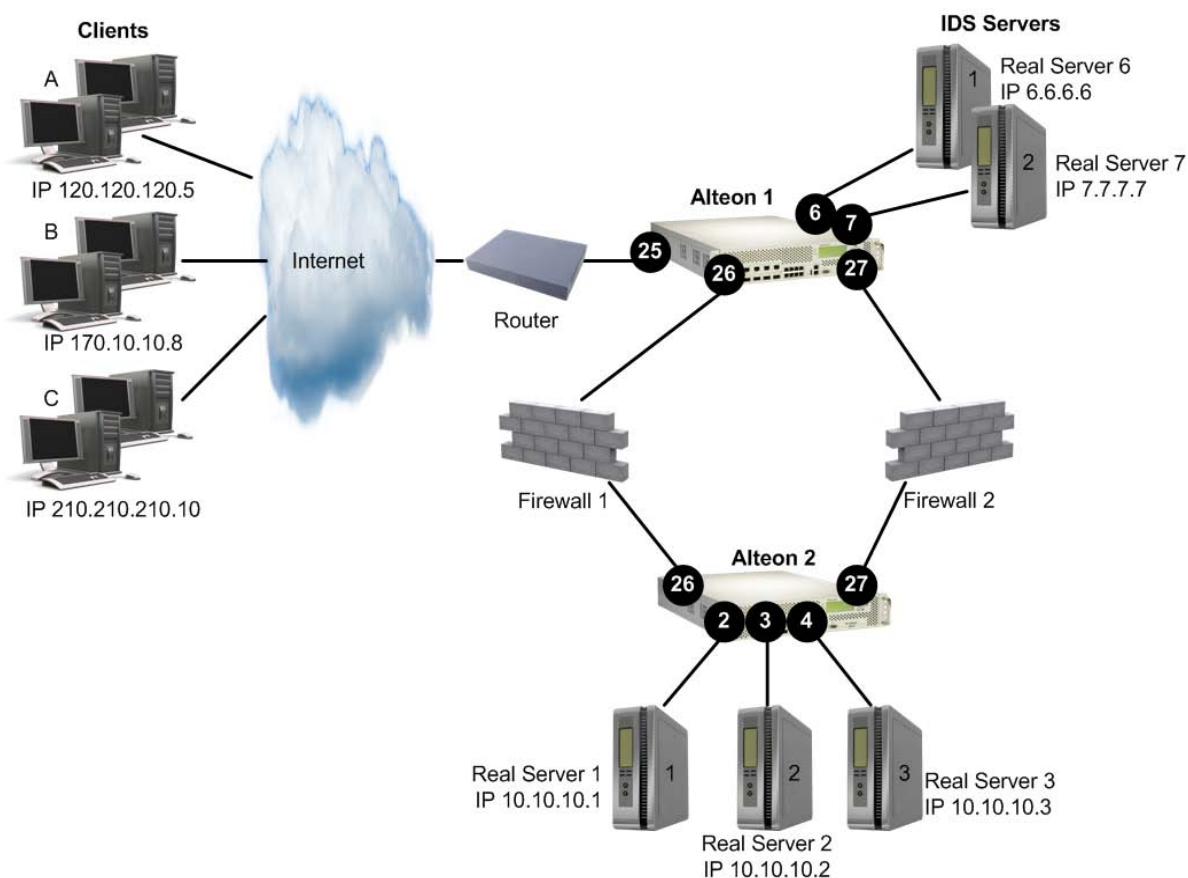 Clients
A
IP 120.120.120.5
B
IP 170.10.10.8
C
IP 210.210.210.10
Internet
Router
Alteon 1
25
26
6
7
27
IDS Servers
1
Real Server 6
IP 6.6.6.6
2
Real Server 7
IP 7.7.7.7
Firewall 1
Firewall 2
Alteon 2
26
2
3
4
27
Real Server 1
IP 10.10.10.1
1
2
Real Server 2
IP 10.10.10.2
3
Real Server 3
IP 10.10.10.3